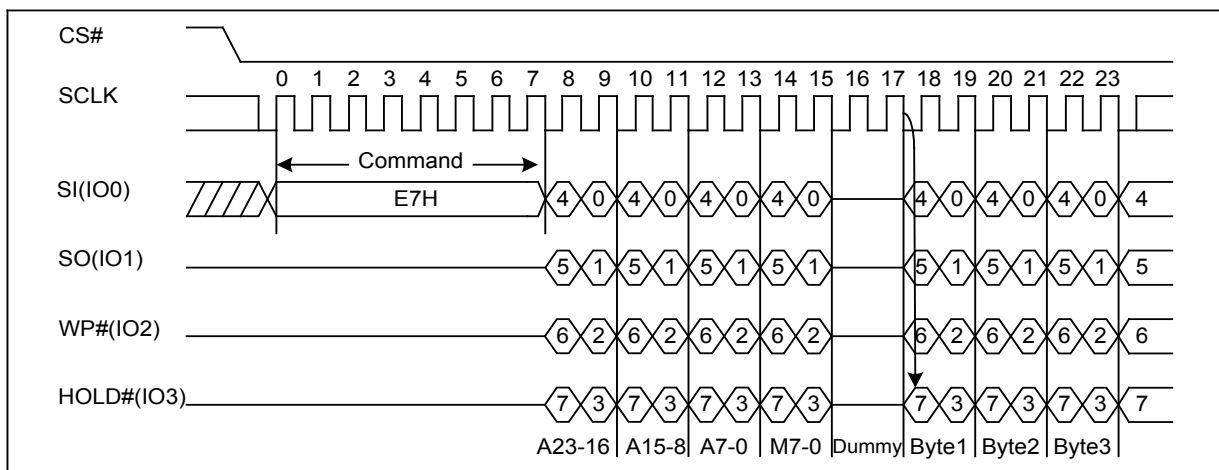 CS#
0 1 2 3 4 5 6 7 8 9 10 11 12 13 14 15 16 17 18 19 20 21 22 23
SCLK
Command
SI(IO0) E7H 4 0 4 0 4 0 4 0 4 0 4 0 4 0 4
SO(IO1) 5 1 5 1 5 1 5 1 5 1 5 1 5 1 5
WP#(IO2) 6 2 6 2 6 2 6 2 6 2 6 2 6 2 6
HOLD#(IO3) 7 3 7 3 7 3 7 3 7 3 7 3 7 3 7
A23-16 A15-8 A7-0 M7-0 Dummy Byte1 Byte2 Byte3